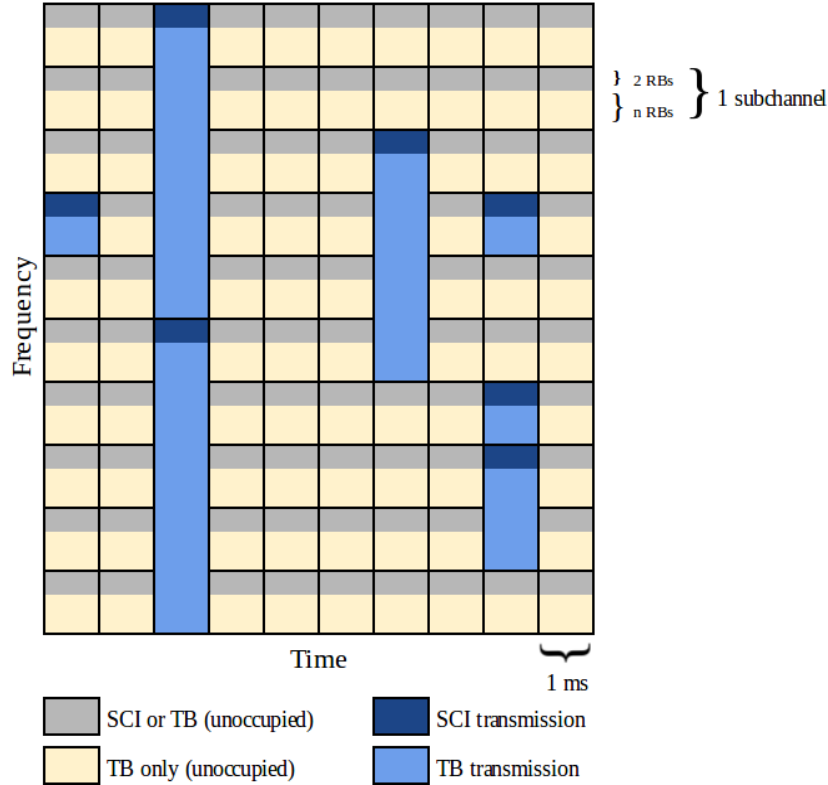 } 2 RBs
} n RBs
} 1 subchannel
Frequency
Time
1 ms
SCI or TB (unoccupied)
SCI transmission
TB only (unoccupied)
TB transmission